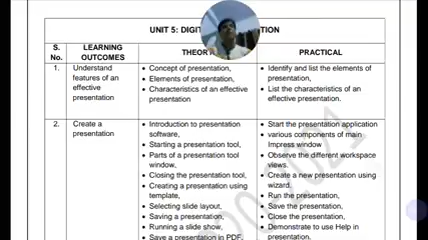 UNIT 5: DIGIT TION
S. No. LEARNING OUTCOMES THEOR PRACTICAL
1. Understand features of an effective presentation
• Concept of presentation,
• Elements of presentation,
• Characteristics of an effective presentation
• Identify and list the elements of presentation,
• List the characteristics of an effective presentation.
2. Create a presentation
• Introduction to presentation software,
• Starting a presentation tool,
• Parts of a presentation tool window,
• Closing the presentation tool,
• Creating a presentation using template,
• Selecting slide layout,
• Saving a presentation,
• Running a slide show,
• Save a presentation in PDF,
• Start the presentation application
• various components of main Impress window
• Observe the different workspace views.
• Create a new presentation using wizard.
• Run the presentation,
• Save the presentation,
• Close the presentation,
• Demonstrate to use Help in presentation,